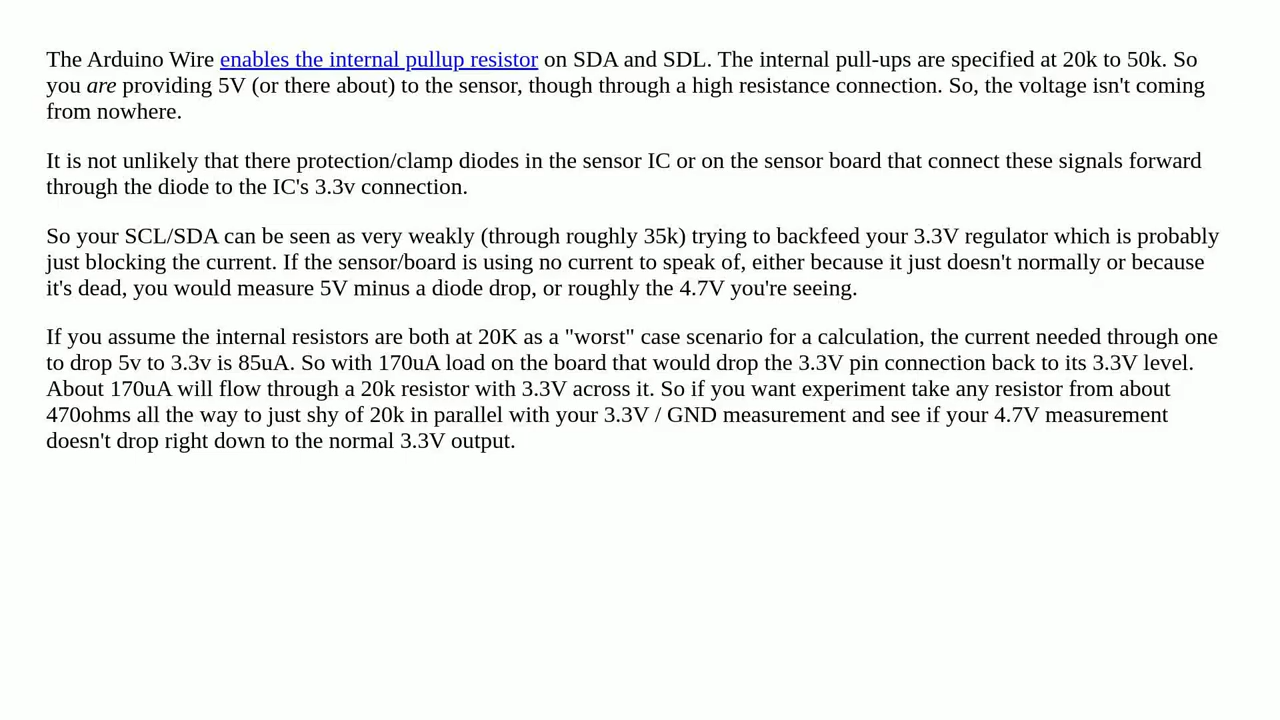 The Arduino Wire enables the internal pullup resistor on SDA and SDL. The internal pull-ups are specified at 20k to 50k. So
you are providing 5V (or there about) to the sensor, though through a high resistance connection. So, the voltage isn't coming
from nowhere.
It is not unlikely that there protection/clamp diodes in the sensor IC or on the sensor board that connect these signals forward
through the diode to the IC's 3.3v connection.
So your SCL/SDA can be seen as very weakly (through roughly 35k) trying to backfeed your 3.3V regulator which is probably
just blocking the current. If the sensor/board is using no current to speak of, either because it just doesn't normally or because
it's dead, you would measure 5V minus a diode drop, or roughly the 4.7V you're seeing.
If you assume the internal resistors are both at 20K as a "worst" case scenario for a calculation, the current needed through one
to drop 5v to 3.3v is 85uA. So with 170uA load on the board that would drop the 3.3V pin connection back to its 3.3V level.
About 170uA will flow through a 20k resistor with 3.3V across it. So if you want experiment take any resistor from about
470ohms all the way to just shy of 20k in parallel with your 3.3V / GND measurement and see if your 4.7V measurement
doesn't drop right down to the normal 3.3V output.